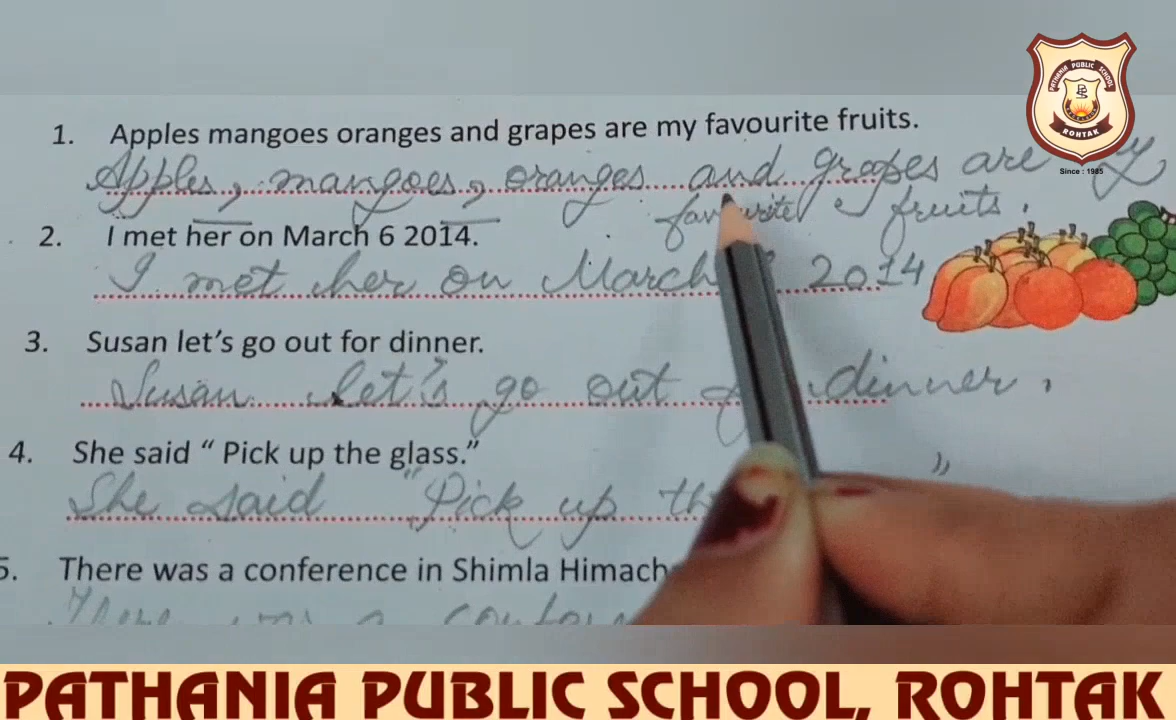 PATHANIA PUBLIC SCHOOL
ROHTAK
Since : 1985
1. Apples mangoes oranges and grapes are my favourite fruits.
Apples, mangoes, oranges and grapes are my
favourite fruits.
2. I met her on March 6 2014.
I met her on March 2014
3. Susan let's go out for dinner.
Susan let's go out dinner.
4. She said “ Pick up the glass.”
She said "Pick up "
5. There was a conference in Shimla
There was a
PATHANIA PUBLIC SCHOOL, ROHTAK